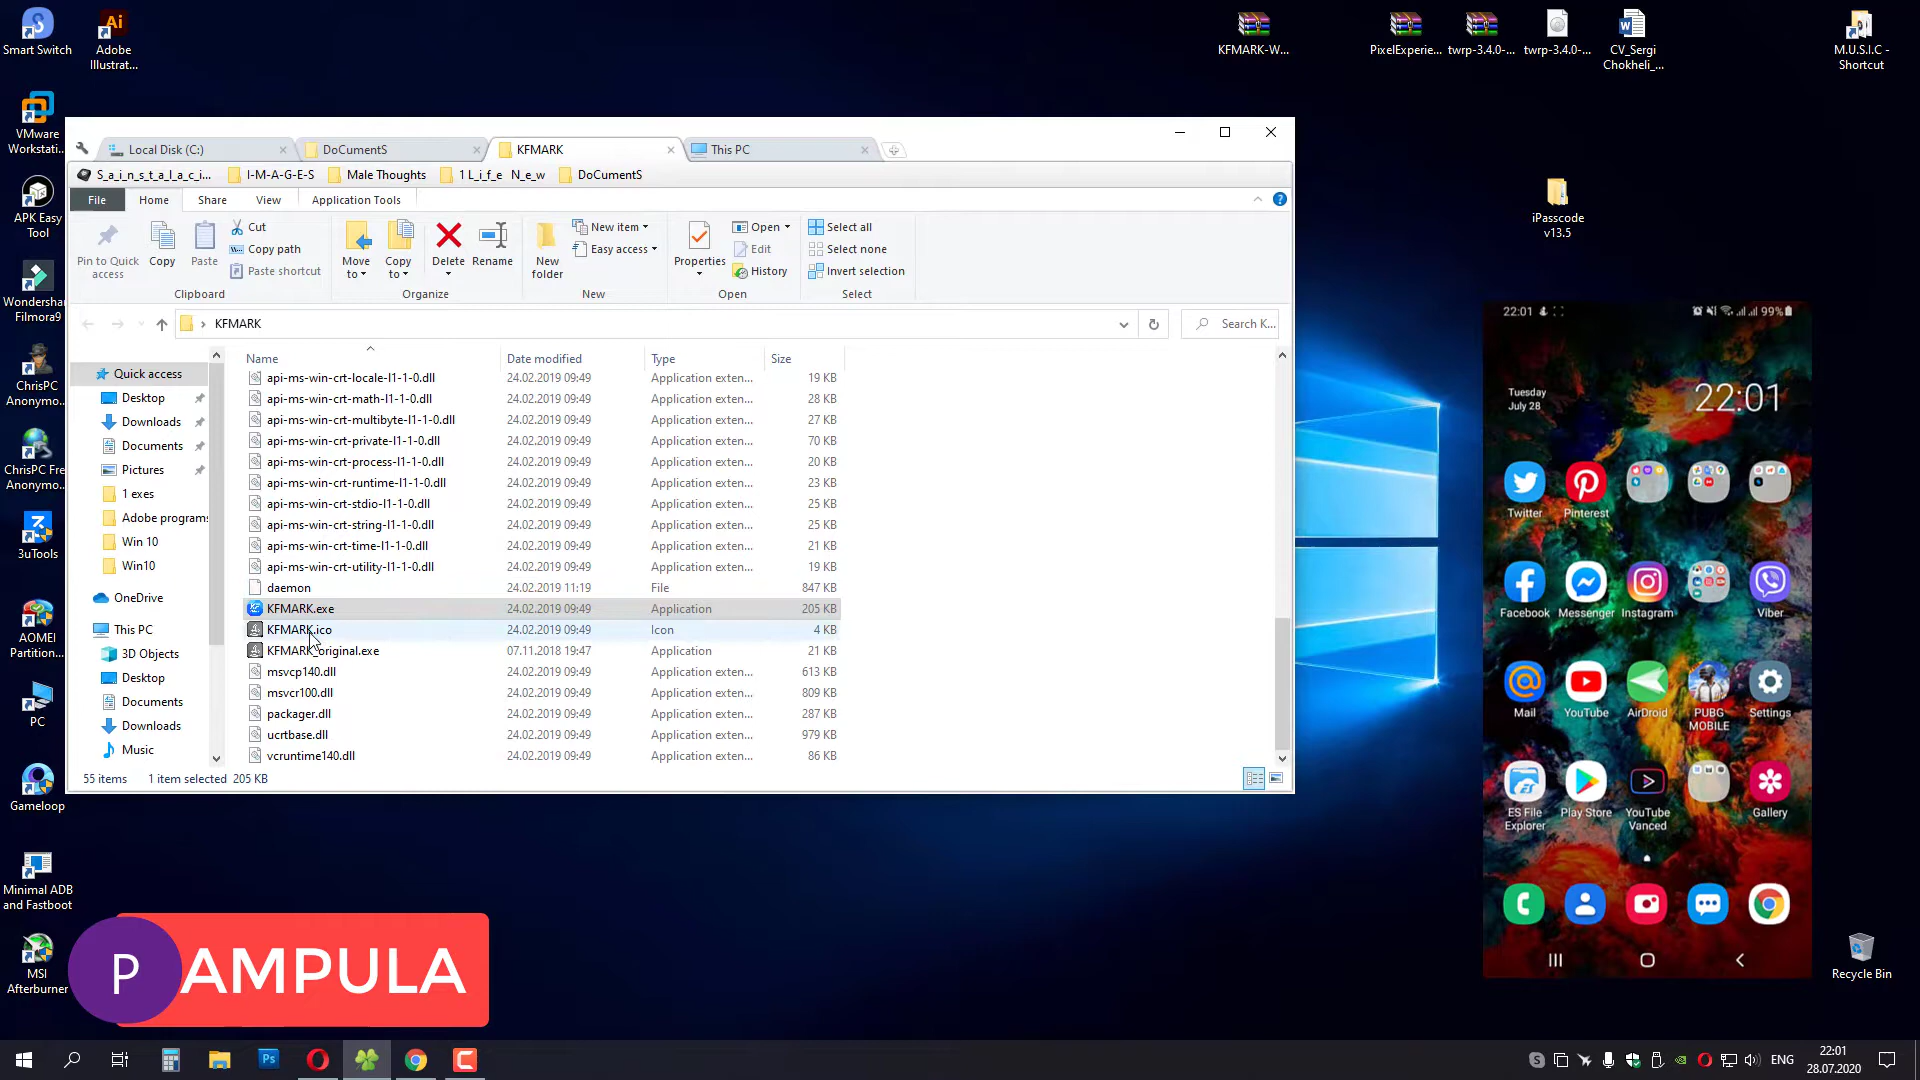 Smart Switch
Adobe
Illustrat...
KFMARK-W...
PixelExperie...
twrp-3.4.0-...
twrp-3.4.0-...
CV_Sergi
Chokheli_...
M.U.S.I.C -
Shortcut
VMware
Workstati...
APK Easy
Tool
Wondershar
Filmora9
ChrisPC
Anonymo...
ChrisPC Fre
Anonymo...
3uTools
AOMEI
Partition...
PC
Gameloop
Minimal ADB
and Fastboot
MSI
Afterburner
iPasscode
v13.5
Recycle Bin
Local Disk (C:)
DoCumentS
KFMARK
This PC
S_a_i_n_s_t_a_l_a_c_i...
I-M-A-G-E-S
Male Thoughts
1 L_i_f_e N_e_w
DoCumentS
File
Home
Share
View
Application Tools
Pin to Quick
access
Copy
Paste
Cut
Copy path
Paste shortcut
Clipboard
Move
to
Copy
to
Delete
Rename
Organize
New
folder
New item
Easy access
New
Properties
Open
Edit
History
Open
Select all
Select none
Invert selection
Select
KFMARK
Search K...
Quick access
Desktop
Downloads
Documents
Pictures
1 exes
Adobe programs
Win 10
Win10
OneDrive
This PC
3D Objects
Desktop
Documents
Downloads
Music
Name Date modified Type Size
api-ms-win-crt-locale-l1-1-0.dll 24.02.2019 09:49 Application exten... 19 KB
api-ms-win-crt-math-l1-1-0.dll 24.02.2019 09:49 Application exten... 28 KB
api-ms-win-crt-multibyte-l1-1-0.dll 24.02.2019 09:49 Application exten... 27 KB
api-ms-win-crt-private-l1-1-0.dll 24.02.2019 09:49 Application exten... 70 KB
api-ms-win-crt-process-l1-1-0.dll 24.02.2019 09:49 Application exten... 20 KB
api-ms-win-crt-runtime-l1-1-0.dll 24.02.2019 09:49 Application exten... 23 KB
api-ms-win-crt-stdio-l1-1-0.dll 24.02.2019 09:49 Application exten... 25 KB
api-ms-win-crt-string-l1-1-0.dll 24.02.2019 09:49 Application exten... 25 KB
api-ms-win-crt-time-l1-1-0.dll 24.02.2019 09:49 Application exten... 21 KB
api-ms-win-crt-utility-l1-1-0.dll 24.02.2019 09:49 Application exten... 19 KB
daemon 24.02.2019 11:19 File 847 KB
KFMARK.exe 24.02.2019 09:49 Application 205 KB
KFMARK.ico 24.02.2019 09:49 Icon 4 KB
KFMARK_original.exe 07.11.2018 19:47 Application 21 KB
msvcp140.dll 24.02.2019 09:49 Application exten... 613 KB
msvcr100.dll 24.02.2019 09:49 Application exten... 809 KB
packager.dll 24.02.2019 09:49 Application exten... 287 KB
ucrtbase.dll 24.02.2019 09:49 Application exten... 979 KB
vcruntime140.dll 24.02.2019 09:49 Application exten... 86 KB
55 items 1 item selected 205 KB
22:01 99%
Tuesday
July 28
22:01
Twitter Pinterest
Facebook Messenger Instagram Viber
Mail YouTube AirDroid PUBG
MOBILE
Settings
ES File
Explorer
Play Store
YouTube
Vanced
Gallery
P
AMPULA
Ps
ENG
22:01
28.07.2020